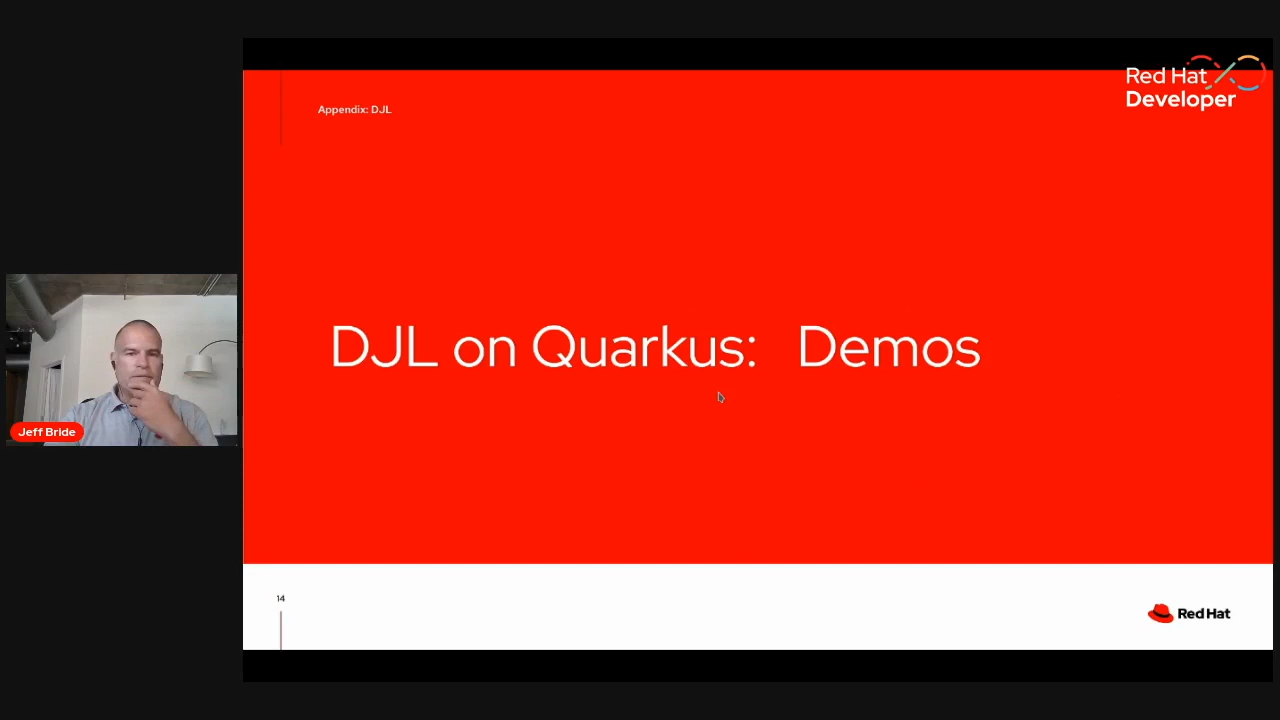 Red Hat
Developer
Appendix: DJL
DJL on Quarkus: Demos
Jeff Bride
14
Red Hat